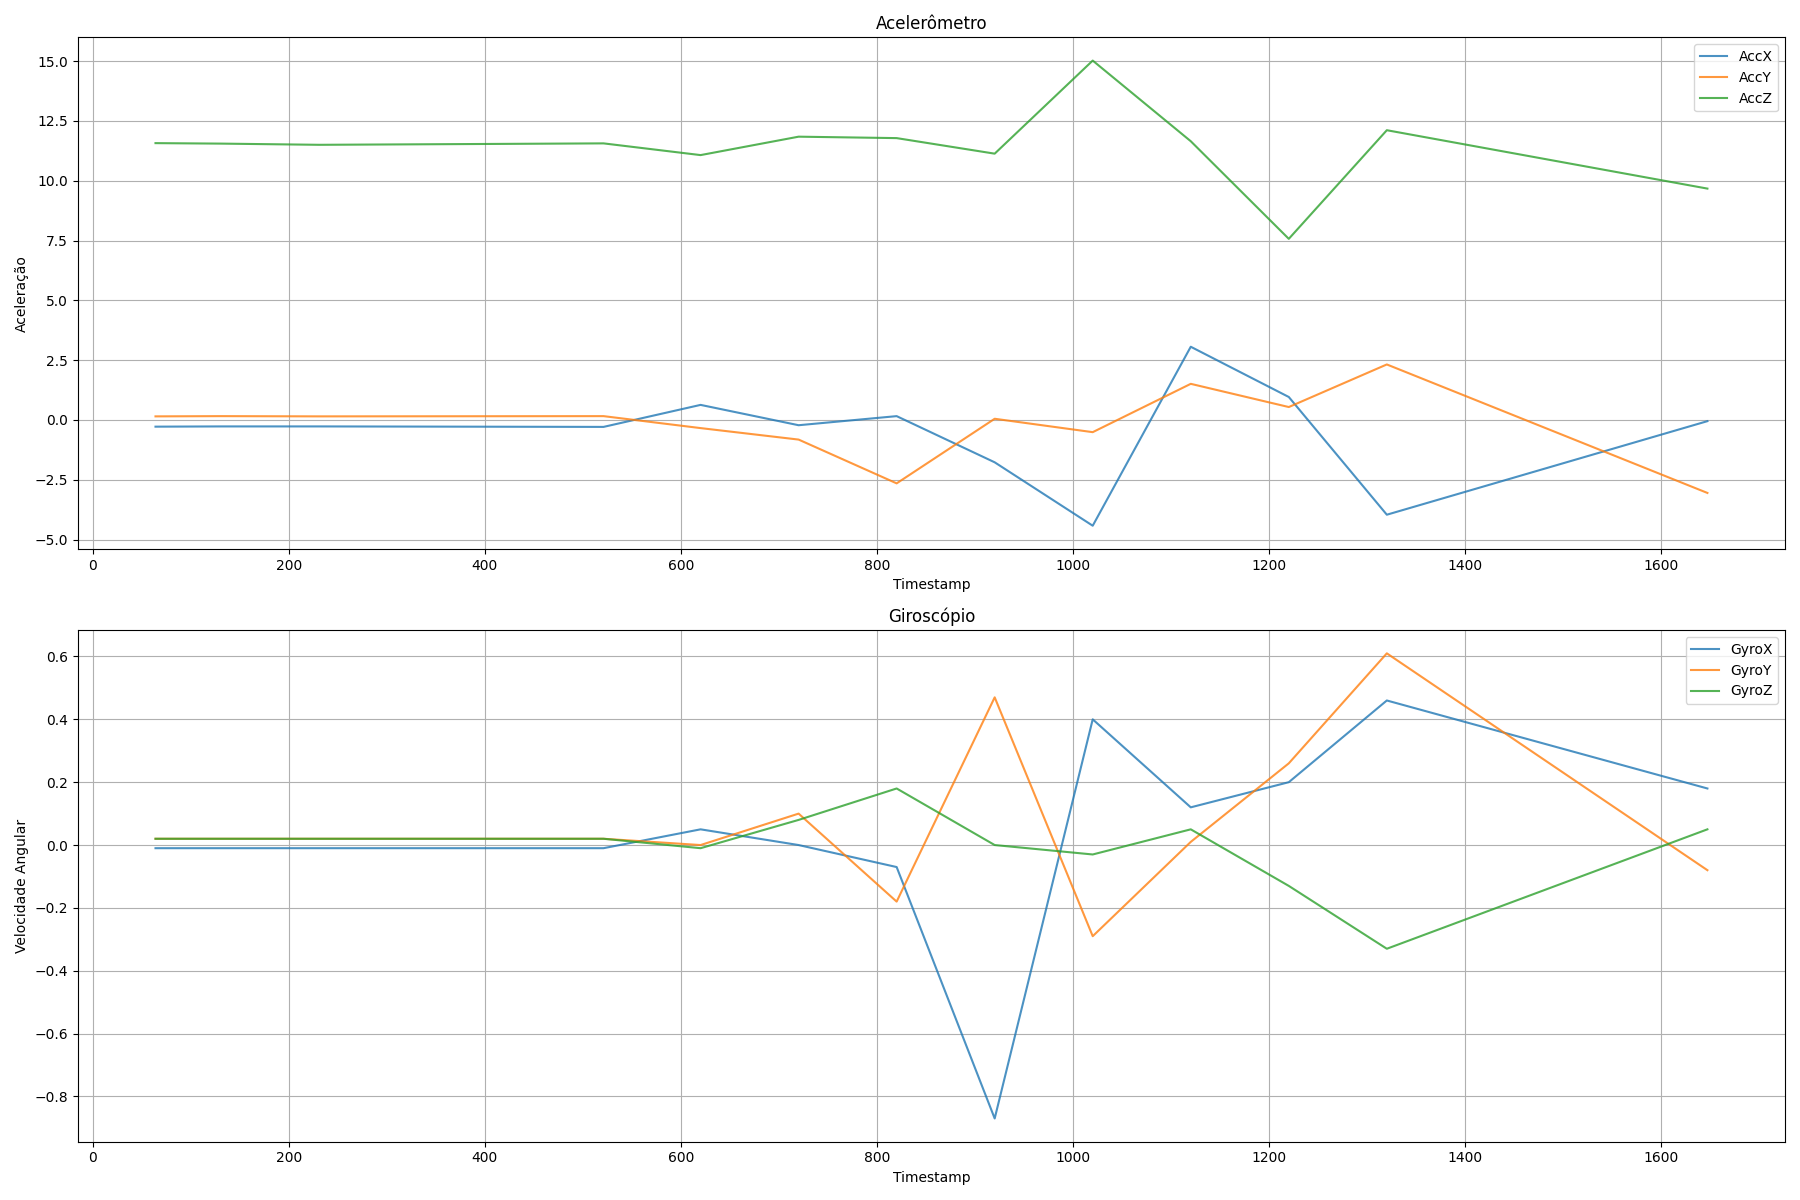 Acelerômetro
15.0
12.5
10.0
7.5
5.0
2.5
0.0
−2.5
−5.0
Aceleração
AccX
AccY
AccZ
0 200 400 600 800 1000 1200 1400 1600
Timestamp
Giroscópio
0.6
0.4
0.2
0.0
−0.2
−0.4
−0.6
−0.8
Velocidade Angular
GyroX
GyroY
GyroZ
0 200 400 600 800 1000 1200 1400 1600
Timestamp